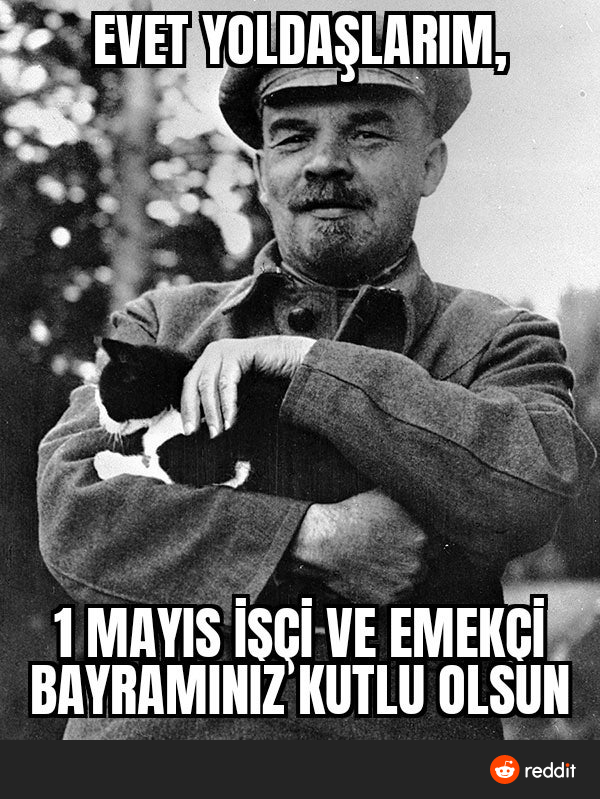 EVET YOLDAŞLARIM,
1 MAYIS İŞÇİ VE EMEKÇİ
BAYRAMINIZ KUTLU OLSUN
reddit